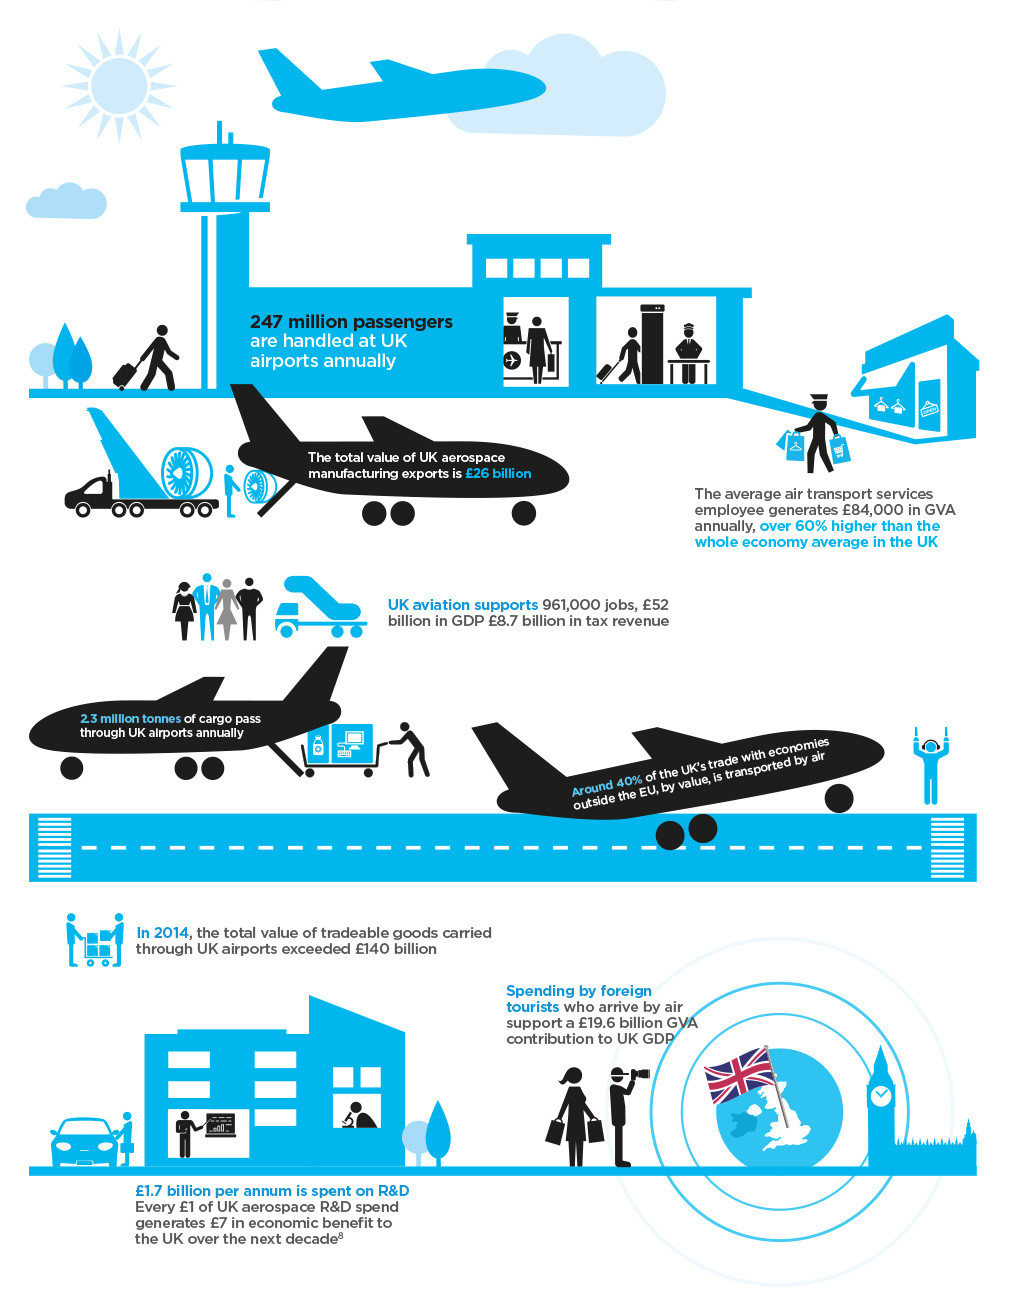 247 million passengers
are handled at UK
airports annually
OPEN
The total value of UK aerospace
manufacturing exports is £26 billion
The average air transport services
employee generates £84,000 in GVA
annually, over 60% higher than the
whole economy average in the UK
UK aviation supports 961,000 jobs, £52
billion in GDP £8.7 billion in tax revenue
2.3 million tonnes of cargo pass
through UK airports annually
Around 40% of the UK's trade with economies
outside the EU, by value, is transported by air
In 2014, the total value of tradeable goods carried
through UK airports exceeded £140 billion
Spending by foreign
tourists who arrive by air
support a £19.6 billion GVA
contribution to UK GDP
£1.7 billion per annum is spent on R&D
Every £1 of UK aerospace R&D spend
generates £7 in economic benefit to
the UK over the next decade⁸